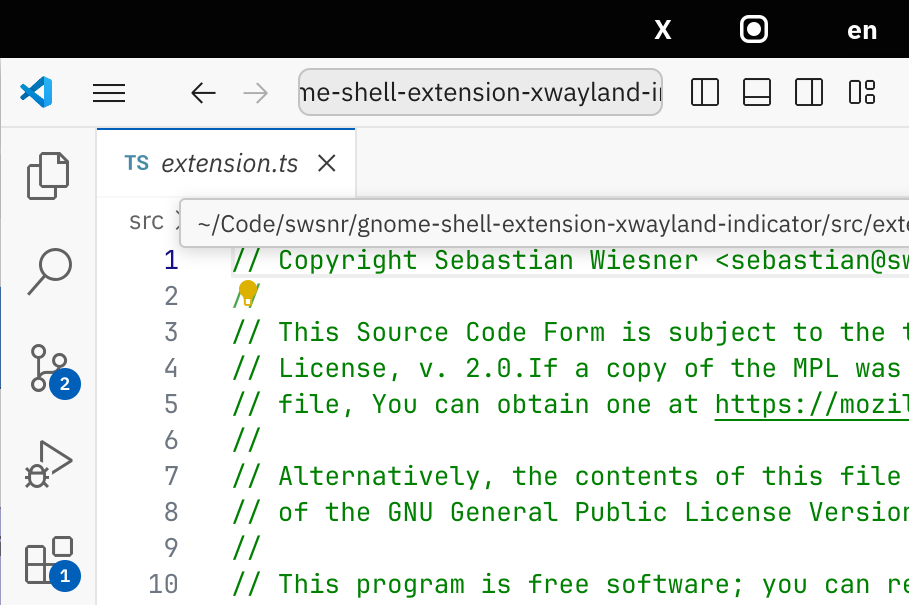 X en
me-shell-extension-xwayland-i
TS extension.ts
src
~/Code/swsnr/gnome-shell-extension-xwayland-indicator/src/exte
1 // Copyright Sebastian Wiesner <sebastian@sw
2 //
3 // This Source Code Form is subject to the t
4 // License, v. 2.0.If a copy of the MPL was
5 // file, You can obtain one at https://mozil
6 //
7 // Alternatively, the contents of this file
8 // of the GNU General Public License Version
9 //
10 // This program is free software; you can re
2
1